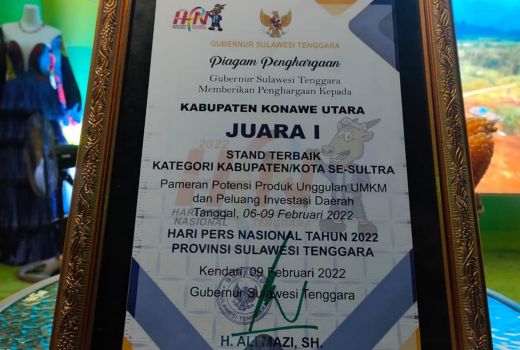 HPN
GUBERNUR SULAWESI TENGGARA
Piagam Penghargaan
Gubernur Sulawesi Tenggara
Memberikan Penghargaan Kepada
KABUPATEN KONAWE UTARA
JUARA I
STAND TERBAIK
KATEGORI KABUPATEN/KOTA SE-SULTRA
Pameran Potensi Produk Unggulan UMKM
dan Peluang Investasi Daerah
Tanggal, 06-09 Februari 2022
HARI PERS NASIONAL TAHUN 2022
PROVINSI SULAWESI TENGGARA
Kendari, 09 Februari 2022
Gubernur Sulawesi Tenggara
H. ALI MAZI, SH.